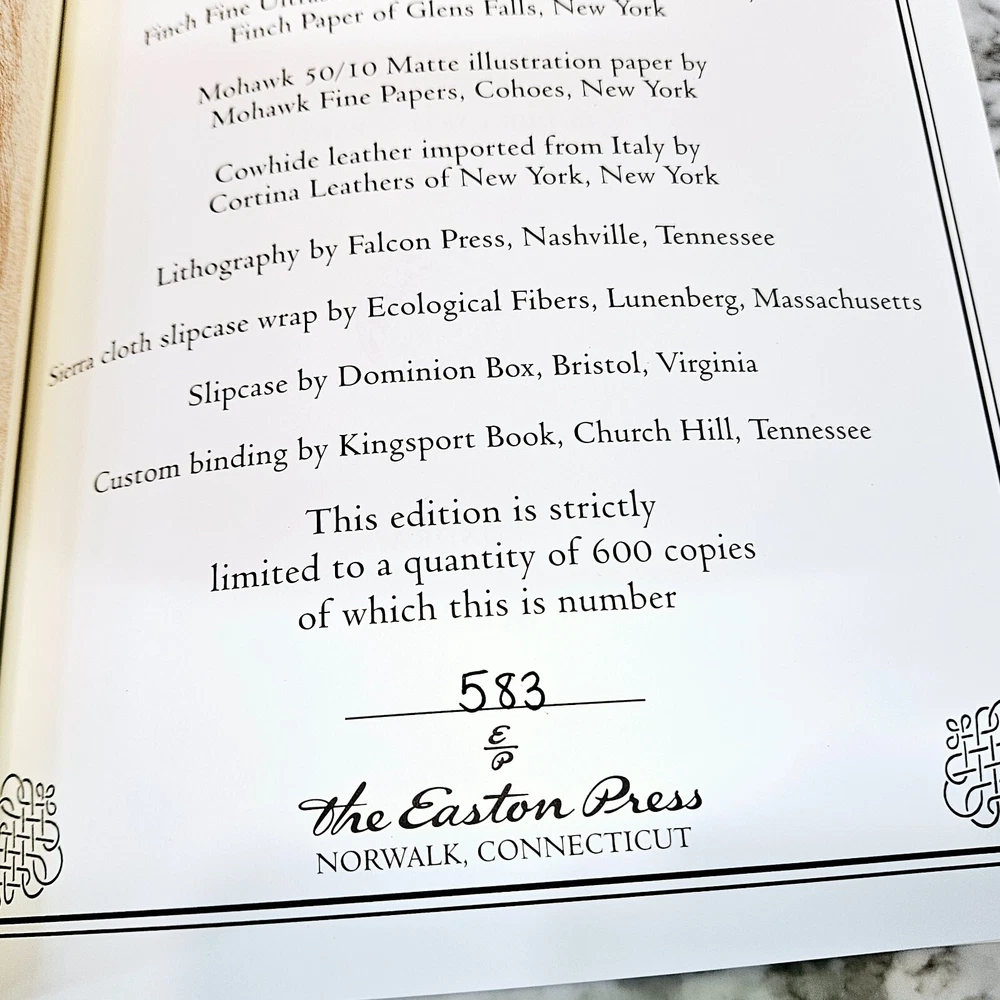 Finch Fine
Finch Paper of Glens Falls, New York
Mohawk 50/10 Matte illustration paper by
Mohawk Fine Papers, Cohoes, New York
Cowhide leather imported from Italy by
Cortina Leathers of New York, New York
Lithography by Falcon Press, Nashville, Tennessee
Sierra cloth slipcase wrap by Ecological Fibers, Lunenberg, Massachusetts
Slipcase by Dominion Box, Bristol, Virginia
Custom binding by Kingsport Book, Church Hill, Tennessee
This edition is strictly
limited to a quantity of 600 copies
of which this is number
583
E
P
The Easton Press
NORWALK, CONNECTICUT